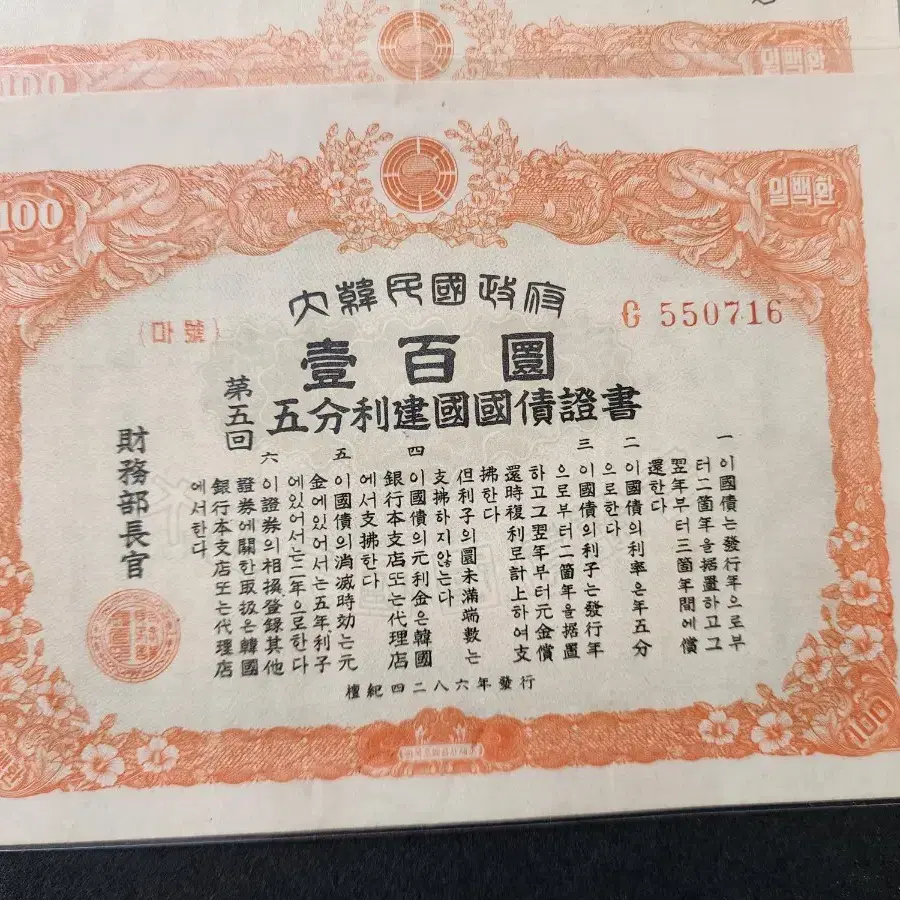 100
일백환
100
일백환
大韓民國政府
G 550716
{마 號}
壹百圜
第五回
五分利建國國債證書
一 이國債는發行年으로부
터二箇年을据置하고그
翌年부터三箇年間에償
還한다
二 이國債의利率은年五分
으로한다
三 이國債의利子는發行年
으로부터二箇年을据置
하고그翌年부터元金償
還時複利로計上하여支
拂한다
但利子의圜未滿端數는
支拂하지않는다
四 이國債의元利金은韓國
銀行本支店또는代理店
에서支拂한다
五 이國債의消滅時効는元
金에있어서는五年利子
에있어서는二年으로한다
六 이證券의相換登錄其他
證券에關한取扱은韓國
銀行本支店또는代理店
에서한다
財務部長官
檀紀四二八六年發行
100